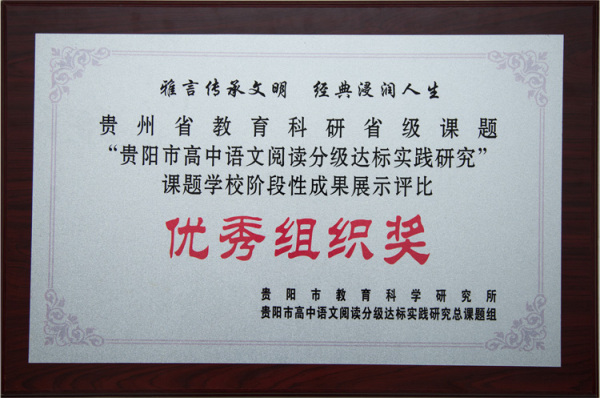 雅言传承文明　经典浸润人生
贵州省教育科研省级课题
“贵阳市高中语文阅读分级达标实践研究”
课题学校阶段性成果展示评比
优秀组织奖
贵阳市教育科学研究所
贵阳市高中语文阅读分级达标实践研究总课题组